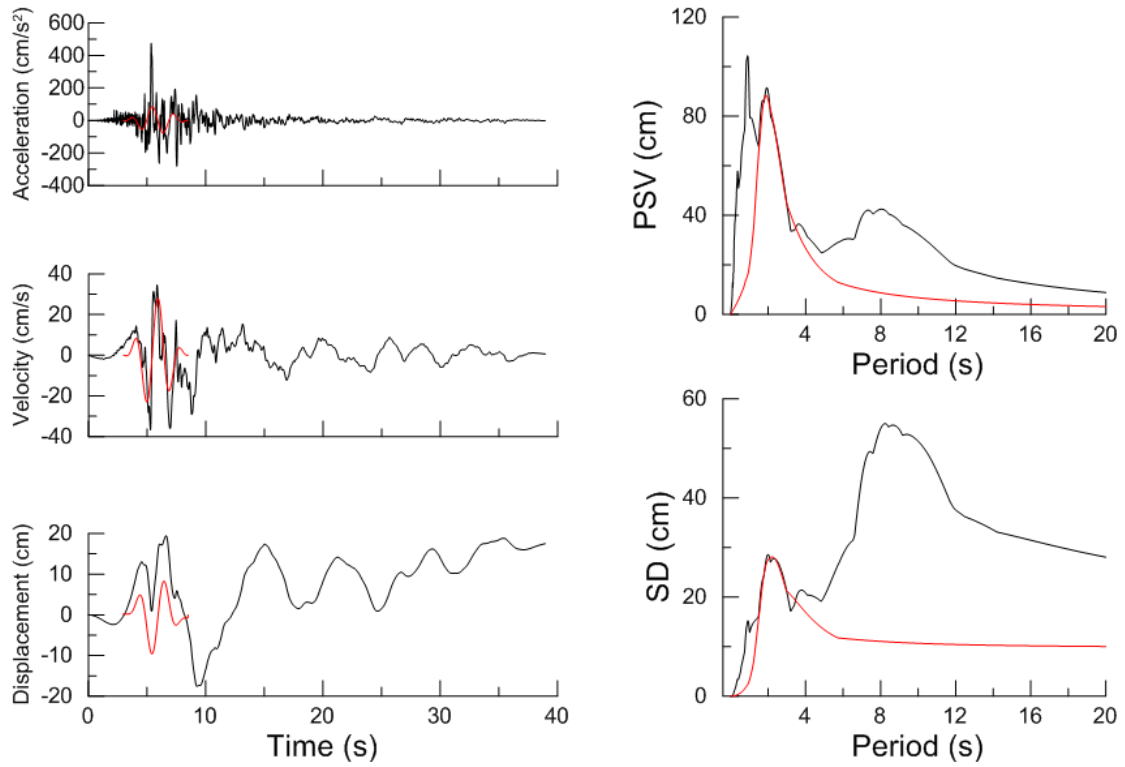 Acceleration (cm/s²)
600
400
200
0
-200
-400
Velocity (cm/s)
40
20
0
-20
-40
Displacement (cm)
20
10
0
-10
-20
0 10 20 30 40
Time (s)
PSV (cm)
120
80
40
0
4 8 12 16 20
Period (s)
SD (cm)
60
40
20
0
4 8 12 16 20
Period (s)